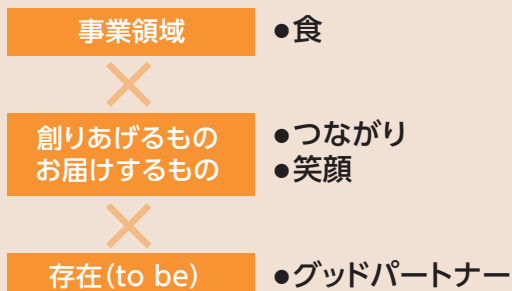 事業領域
●食
創りあげるもの
お届けするもの
●つながり
●笑顔
存在(to be)
●グッドパートナー